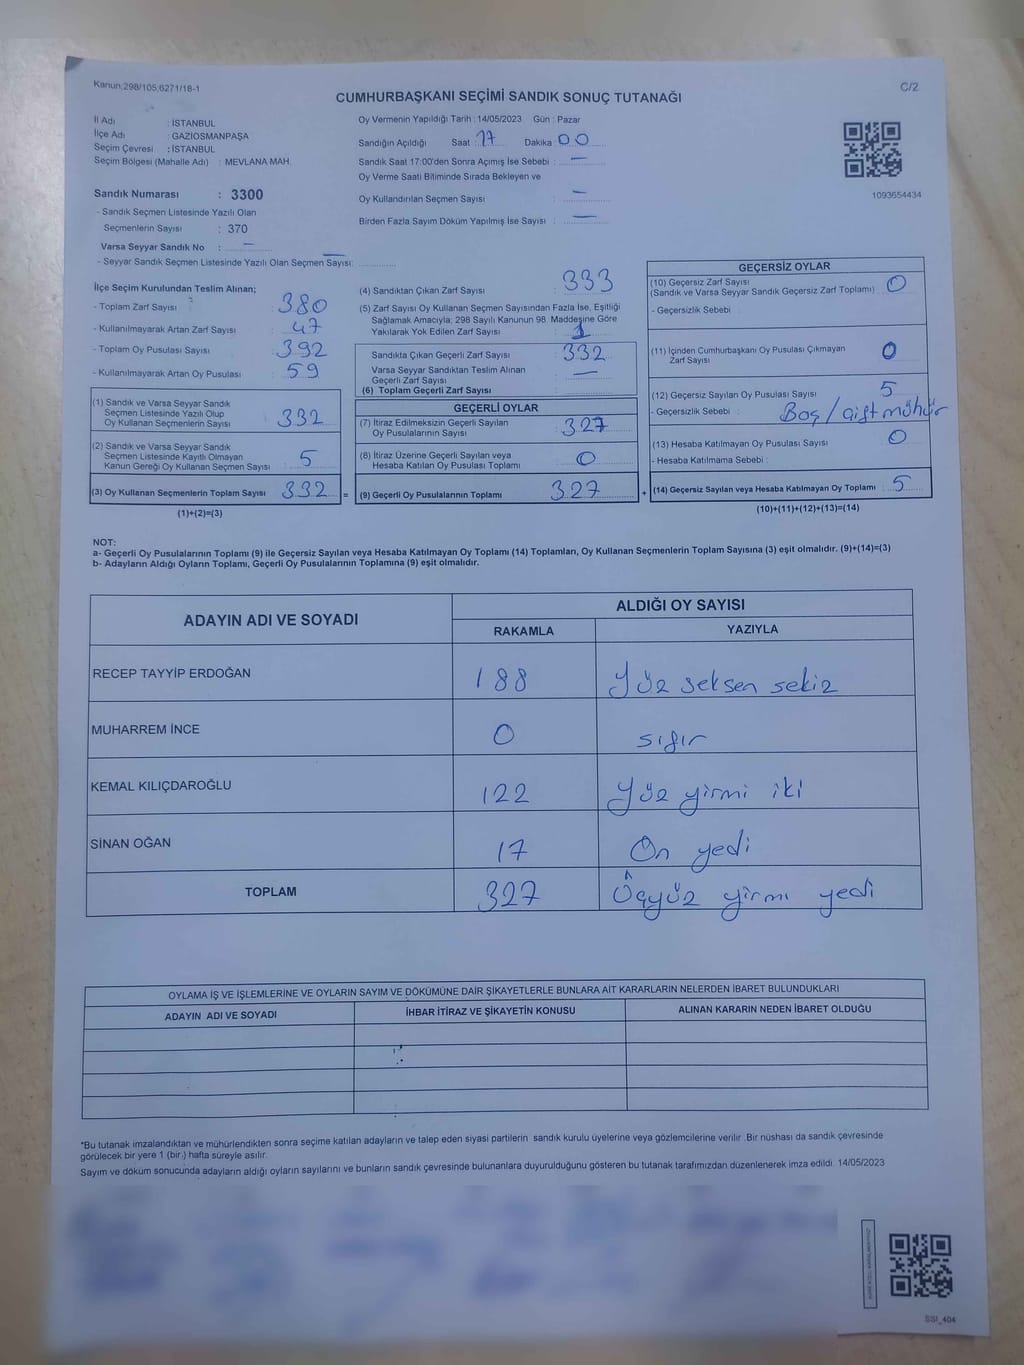 Kanun:298/105,6271/18-1
C/2
CUMHURBAŞKANI SEÇİMİ SANDIK SONUÇ TUTANAĞI
İl Adı : İSTANBUL
İlçe Adı : GAZİOSMANPAŞA
Seçim Çevresi : İSTANBUL
Seçim Bölgesi (Mahalle Adı) : MEVLANA MAH.
Sandık Numarası : 3300
- Sandık Seçmen Listesinde Yazılı Olan
Seçmenlerin Sayısı : 370
Varsa Seyyar Sandık No : —
- Seyyar Sandık Seçmen Listesinde Yazılı Olan Seçmen Sayısı: —
Oy Vermenin Yapıldığı Tarih : 14/05/2023 Gün : Pazar
Sandığın Açıldığı Saat 17 Dakika 00
Sandık Saat 17:00'den Sonra Açımış İse Sebebi : —
Oy Verme Saati Bitiminde Sırada Bekleyen ve
Oy Kullandırılan Seçmen Sayısı : —
Birden Fazla Sayım Döküm Yapılmış İse Sayısı : —
1093654434
İlçe Seçim Kurulundan Teslim Alınan;
- Toplam Zarf Sayısı : 380
- Kullanılmayarak Artan Zarf Sayısı : 47
- Toplam Oy Pusulası Sayısı : 392
- Kullanılmayarak Artan Oy Pusulası : 59
(1) Sandık ve Varsa Seyyar Sandık
Seçmen Listesinde Yazılı Olup
Oy Kullanan Seçmenlerin Sayısı 332
(2) Sandık ve Varsa Seyyar Sandık
Seçmen Listesinde Kayıtlı Olmayan
Kanun Gereği Oy Kullanan Seçmen Sayısı 5
(3) Oy Kullanan Seçmenlerin Toplam Sayısı 332 =
(1)+(2)=(3)
(4) Sandıktan Çıkan Zarf Sayısı : 333
(5) Zarf Sayısı Oy Kullanan Seçmen Sayısından Fazla İse, Eşitliği
Sağlamak Amacıyla; 298 Sayılı Kanunun 98. Maddesine Göre
Yakılarak Yok Edilen Zarf Sayısı : 1
Sandıkta Çıkan Geçerli Zarf Sayısı : 332
Varsa Seyyar Sandıktan Teslim Alınan
Geçerli Zarf Sayısı : —
(6) Toplam Geçerli Zarf Sayısı :
GEÇERLİ OYLAR
(7) İtiraz Edilmeksizin Geçerli Sayılan
Oy Pusulalarının Sayısı : 327
(8) İtiraz Üzerine Geçerli Sayılan veya
Hesaba Katılan Oy Pusulası Toplamı : 0
(9) Geçerli Oy Pusulalarının Toplamı 327 +
GEÇERSİZ OYLAR
(10) Geçersiz Zarf Sayısı
(Sandık ve Varsa Seyyar Sandık Geçersiz Zarf Toplamı) : 0
- Geçersizlik Sebebi :
(11) İçinden Cumhurbaşkanı Oy Pusulası Çıkmayan
Zarf Sayısı 0
(12) Geçersiz Sayılan Oy Pusulası Sayısı : 5
- Geçersizlik Sebebi : Boş / Çift mühür
(13) Hesaba Katılmayan Oy Pusulası Sayısı : 0
- Hesaba Katılmama Sebebi :
(14) Geçersiz Sayılan veya Hesaba Katılmayan Oy Toplamı : 5
(10)+(11)+(12)+(13)=(14)
NOT:
a- Geçerli Oy Pusulalarının Toplamı (9) ile Geçersiz Sayılan veya Hesaba Katılmayan Oy Toplamı (14) Toplamları, Oy Kullanan Seçmenlerin Toplam Sayısına (3) eşit olmalıdır. (9)+(14)=(3)
b- Adayların Aldığı Oyların Toplamı, Geçerli Oy Pusulalarının Toplamına (9) eşit olmalıdır.
ADAYIN ADI VE SOYADI
ALDIĞI OY SAYISI
RAKAMLA YAZIYLA
RECEP TAYYİP ERDOĞAN 188 Yüz seksen sekiz
MUHARREM İNCE 0 sıfır
KEMAL KILIÇDAROĞLU 122 Yüz yirmi iki
SİNAN OĞAN 17 On yedi
TOPLAM 327 Üçyüz yirmi yedi
OYLAMA İŞ VE İŞLEMLERİNE VE OYLARIN SAYIM VE DÖKÜMÜNE DAİR ŞİKAYETLERLE BUNLARA AİT KARARLARIN NELERDEN İBARET BULUNDUKLARI
ADAYIN ADI VE SOYADI İHBAR İTİRAZ VE ŞİKAYETİN KONUSU ALINAN KARARIN NEDEN İBARET OLDUĞU
*Bu tutanak imzalandıktan ve mühürlendikten sonra seçime katılan adayların ve talep eden siyasi partilerin sandık kurulu üyelerine veya gözlemcilerine verilir. Bir nüshası da sandık çevresinde
görülecek bir yere 1 (bir.) hafta süreyle asılır.
Sayım ve döküm sonucunda adayların aldığı oyların sayılarını ve bunların sandık çevresinde bulunanlara duyurulduğunu gösteren bu tutanak tarafımızdan düzenlenerek imza edildi. 14/05/2023
SSI_404